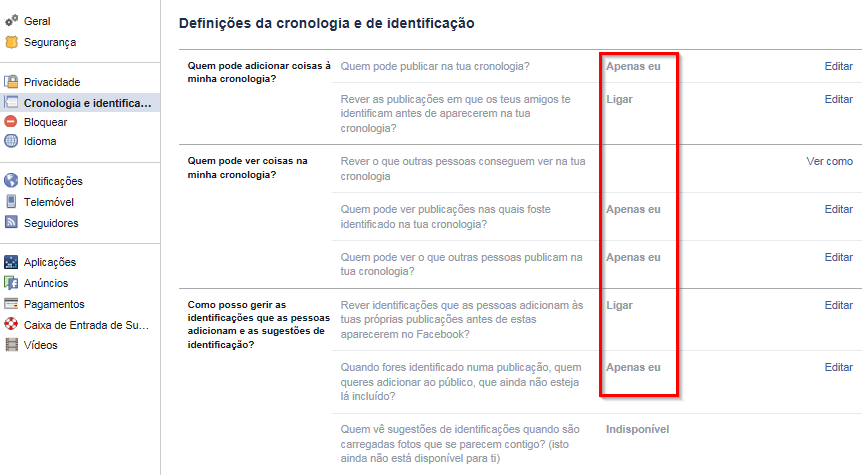 Geral
Segurança
Privacidade
Cronologia e identifica...
Bloquear
Idioma
Notificações
Telemóvel
Seguidores
Aplicações
Anúncios
Pagamentos
Caixa de Entrada de Su...
Vídeos
Definições da cronologia e de identificação
Quem pode adicionar coisas à
minha cronologia?
Quem pode publicar na tua cronologia?
Apenas eu
Editar
Rever as publicações em que os teus amigos te
identificam antes de aparecerem na tua
cronologia?
Ligar
Editar
Quem pode ver coisas na
minha cronologia?
Rever o que outras pessoas conseguem ver na tua
cronologia
Ver como
Quem pode ver publicações nas quais foste
identificado na tua cronologia?
Apenas eu
Editar
Quem pode ver o que outras pessoas publicam na
tua cronologia?
Apenas eu
Editar
Como posso gerir as
identificações que as pessoas
adicionam e as sugestões de
identificação?
Rever identificações que as pessoas adicionam às
tuas próprias publicações antes de estas
aparecerem no Facebook?
Ligar
Editar
Quando fores identificado numa publicação, quem
queres adicionar ao público, que ainda não esteja
lá incluído?
Apenas eu
Editar
Quem vê sugestões de identificações quando são
carregadas fotos que se parecem contigo? (isto
ainda não está disponível para ti)
Indisponível